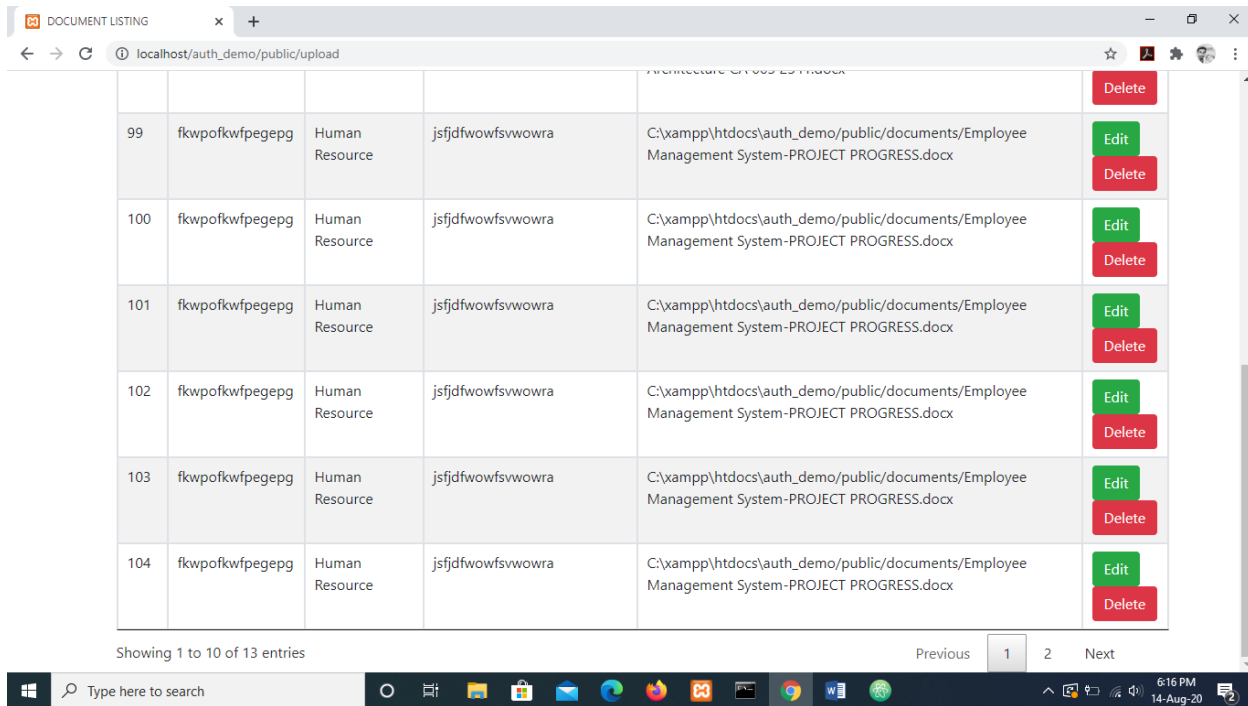 DOCUMENT LISTING
localhost/auth_demo/public/upload
Delete
99 fkwpofkwfpegepg Human jsfjdfwowfsvwowra C:\xampp\htdocs\auth_demo/public/documents/Employee Edit
Resource Management System-PROJECT PROGRESS.docx
Delete
100 fkwpofkwfpegepg Human jsfjdfwowfsvwowra C:\xampp\htdocs\auth_demo/public/documents/Employee Edit
Resource Management System-PROJECT PROGRESS.docx
Delete
101 fkwpofkwfpegepg Human jsfjdfwowfsvwowra C:\xampp\htdocs\auth_demo/public/documents/Employee Edit
Resource Management System-PROJECT PROGRESS.docx
Delete
102 fkwpofkwfpegepg Human jsfjdfwowfsvwowra C:\xampp\htdocs\auth_demo/public/documents/Employee Edit
Resource Management System-PROJECT PROGRESS.docx
Delete
103 fkwpofkwfpegepg Human jsfjdfwowfsvwowra C:\xampp\htdocs\auth_demo/public/documents/Employee Edit
Resource Management System-PROJECT PROGRESS.docx
Delete
104 fkwpofkwfpegepg Human jsfjdfwowfsvwowra C:\xampp\htdocs\auth_demo/public/documents/Employee Edit
Resource Management System-PROJECT PROGRESS.docx
Delete
Showing 1 to 10 of 13 entries Previous 1 2 Next
Type here to search 6:16 PM
14-Aug-20 2